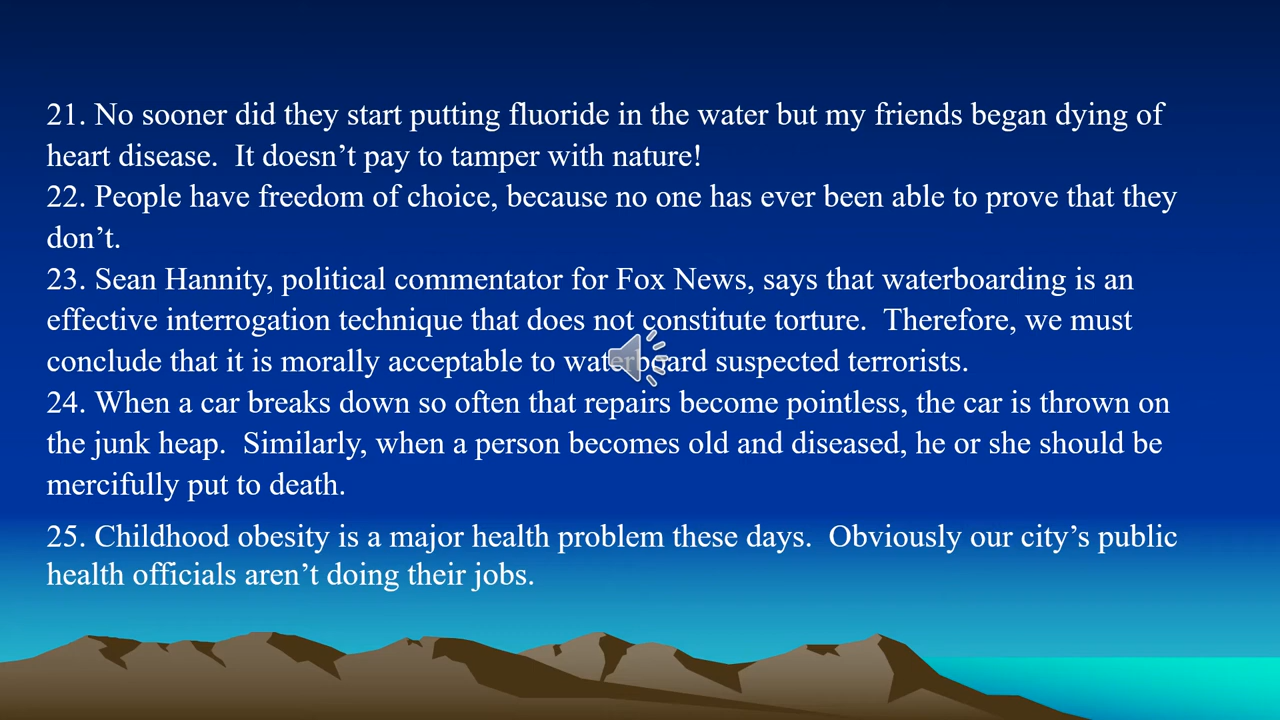 21. No sooner did they start putting fluoride in the water but my friends began dying of
heart disease.  It doesn’t pay to tamper with nature!
22. People have freedom of choice, because no one has ever been able to prove that they
don’t.
23. Sean Hannity, political commentator for Fox News, says that waterboarding is an
effective interrogation technique that does not constitute torture.  Therefore, we must
conclude that it is morally acceptable to waterboard suspected terrorists.
24. When a car breaks down so often that repairs become pointless, the car is thrown on
the junk heap.  Similarly, when a person becomes old and diseased, he or she should be
mercifully put to death.
25. Childhood obesity is a major health problem these days.  Obviously our city’s public
health officials aren’t doing their jobs.